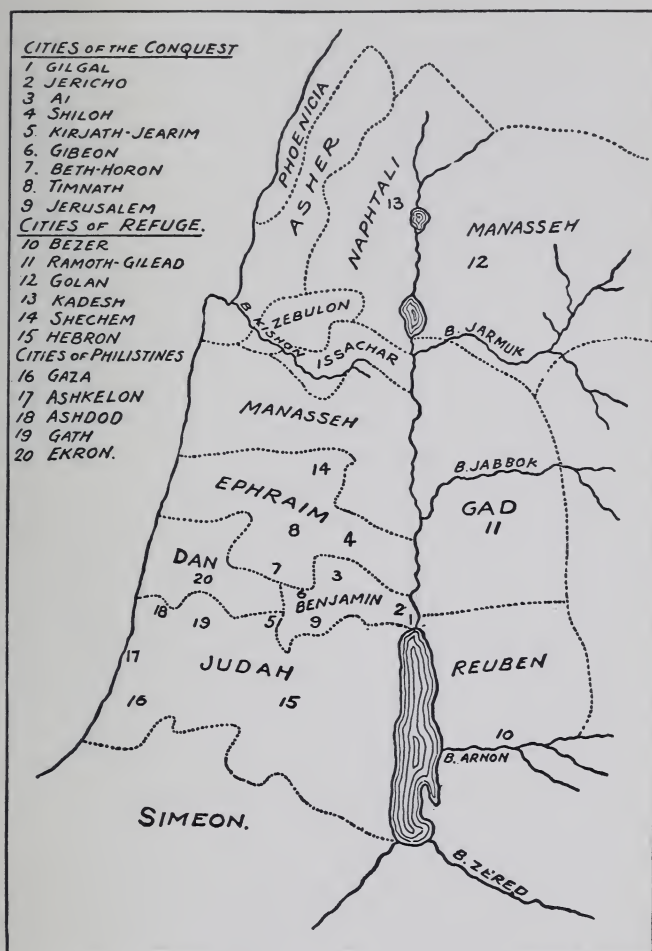 CITIES OF THE CONQUEST
1 GILGAL
2 JERICHO
3 AI
4 SHILOH
5 KIRJATH-JEARIM
6. GIBEON
7. BETH-HORON
8. TIMNATH
9 JERUSALEM
CITIES OF REFUGE.
10 BEZER
11 RAMOTH-GILEAD
12 GOLAN
13 KADESH
14 SHECHEM
15 HEBRON
CITIES OF PHILISTINES
16 GAZA
17 ASHKELON
18 ASHDOD
19 GATH
20 EKRON.
PHOENICIA
ASHER
NAPHTALI
13
MANASSEH
12
ZEBULON
B. KISHON
ISSACHAR
B. JARMUK
MANASSEH
14
EPHRAIM
B. JABBOK
GAD
11
8
4
DAN
20
7
3
6
BENJAMIN
2
1
18
19
5
9
17
JUDAH
REUBEN
16
15
10
B. ARNON
SIMEON.
B. ZERED